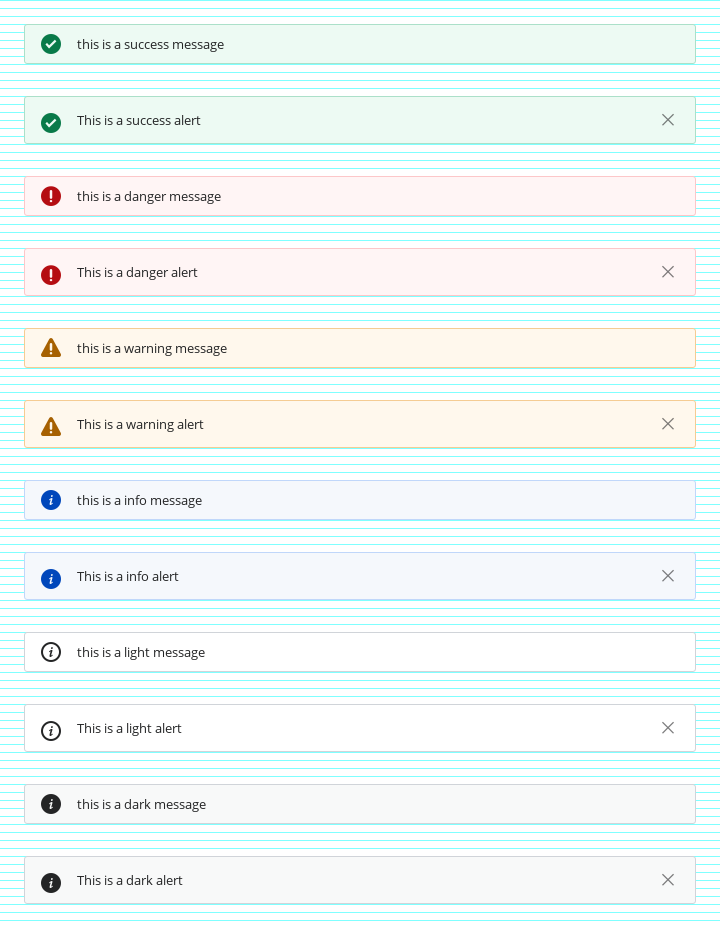 this is a success message
This is a success alert
this is a danger message
This is a danger alert
this is a warning message
This is a warning alert
this is a info message
This is a info alert
this is a light message
This is a light alert
this is a dark message
This is a dark alert